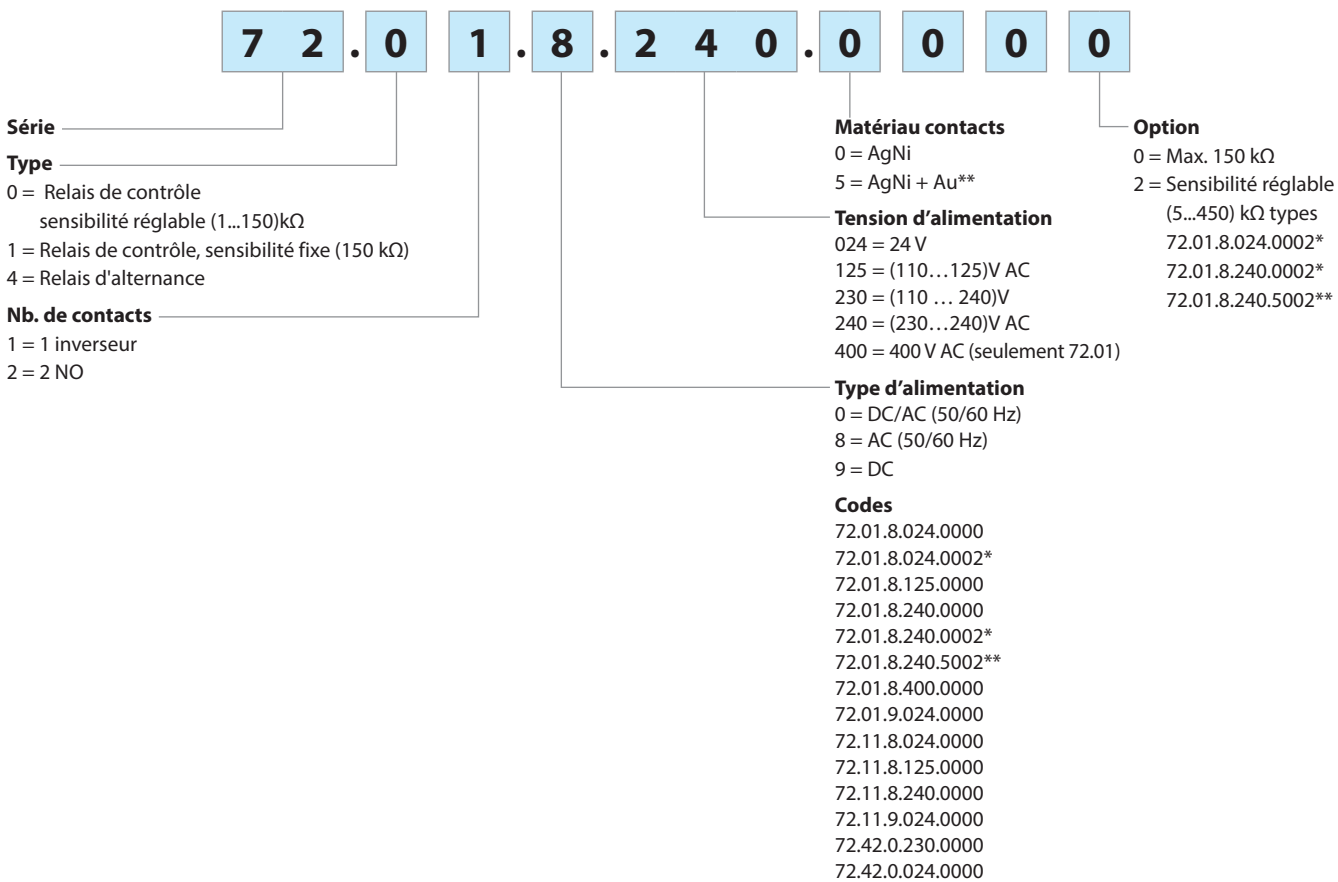 7 2 . 0 1 . 8 . 2 4 0 . 0 0 0 0
Série
Type
0 = Relais de contrôle
sensibilité réglable (1...150)kΩ
1 = Relais de contrôle, sensibilité fixe (150 kΩ)
4 = Relais d'alternance
Nb. de contacts
1 = 1 inverseur
2 = 2 NO
Matériau contacts
0 = AgNi
5 = AgNi + Au**
Tension d’alimentation
024 = 24 V
125 = (110…125)V AC
230 = (110 … 240)V
240 = (230…240)V AC
400 = 400 V AC (seulement 72.01)
Type d’alimentation
0 = DC/AC (50/60 Hz)
8 = AC (50/60 Hz)
9 = DC
Codes
72.01.8.024.0000
72.01.8.024.0002*
72.01.8.125.0000
72.01.8.240.0000
72.01.8.240.0002*
72.01.8.240.5002**
72.01.8.400.0000
72.01.9.024.0000
72.11.8.024.0000
72.11.8.125.0000
72.11.8.240.0000
72.11.9.024.0000
72.42.0.230.0000
72.42.0.024.0000
Option
0 = Max. 150 kΩ
2 = Sensibilité réglable
(5...450) kΩ types
72.01.8.024.0002*
72.01.8.240.0002*
72.01.8.240.5002**